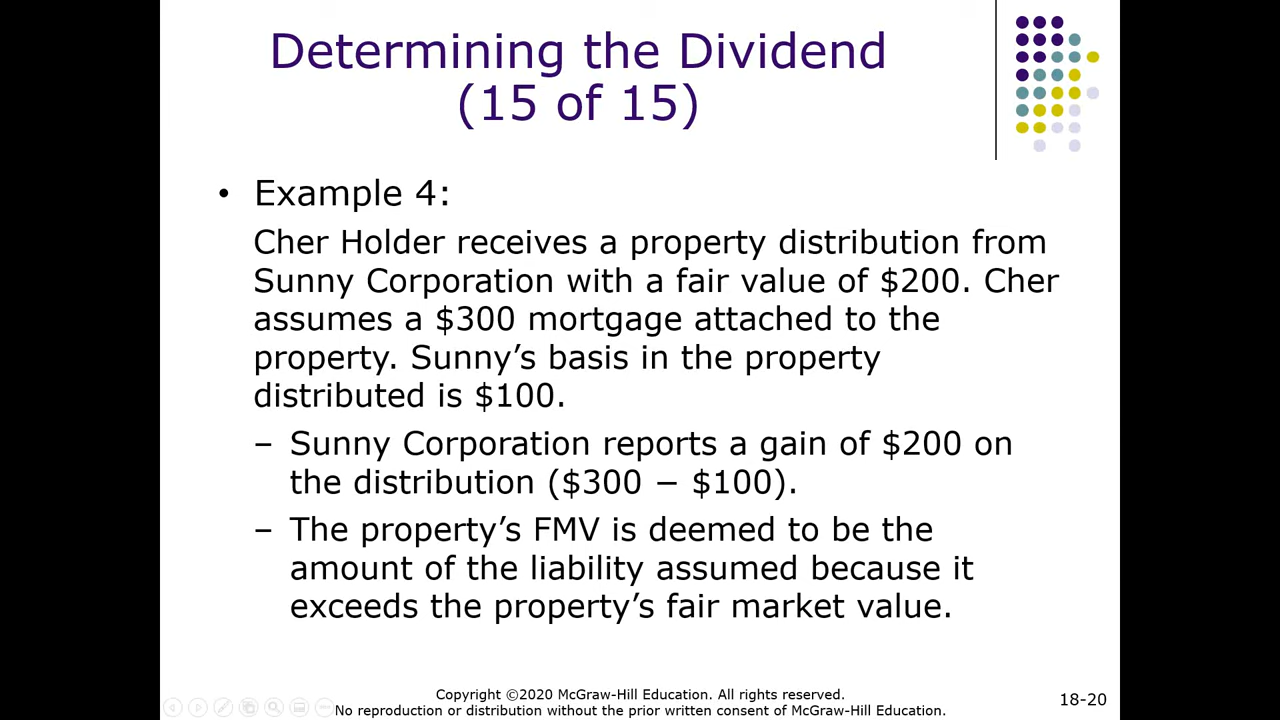 Determining the Dividend
(15 of 15)
• Example 4:
Cher Holder receives a property distribution from
Sunny Corporation with a fair value of $200. Cher
assumes a $300 mortgage attached to the
property. Sunny’s basis in the property
distributed is $100.
– Sunny Corporation reports a gain of $200 on
the distribution ($300 − $100).
– The property’s FMV is deemed to be the
amount of the liability assumed because it
exceeds the property’s fair market value.
Copyright ©2020 McGraw-Hill Education. All rights reserved.
No reproduction or distribution without the prior written consent of McGraw-Hill Education.
18-20